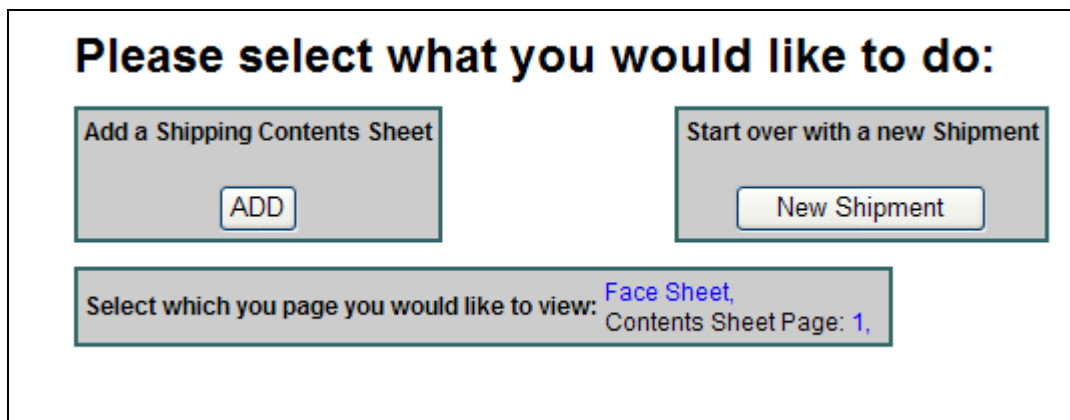 Please select what you would like to do:
Add a Shipping Contents Sheet
ADD
Start over with a new Shipment
New Shipment
Select which you page you would like to view:
Face Sheet,
Contents Sheet Page: 1,